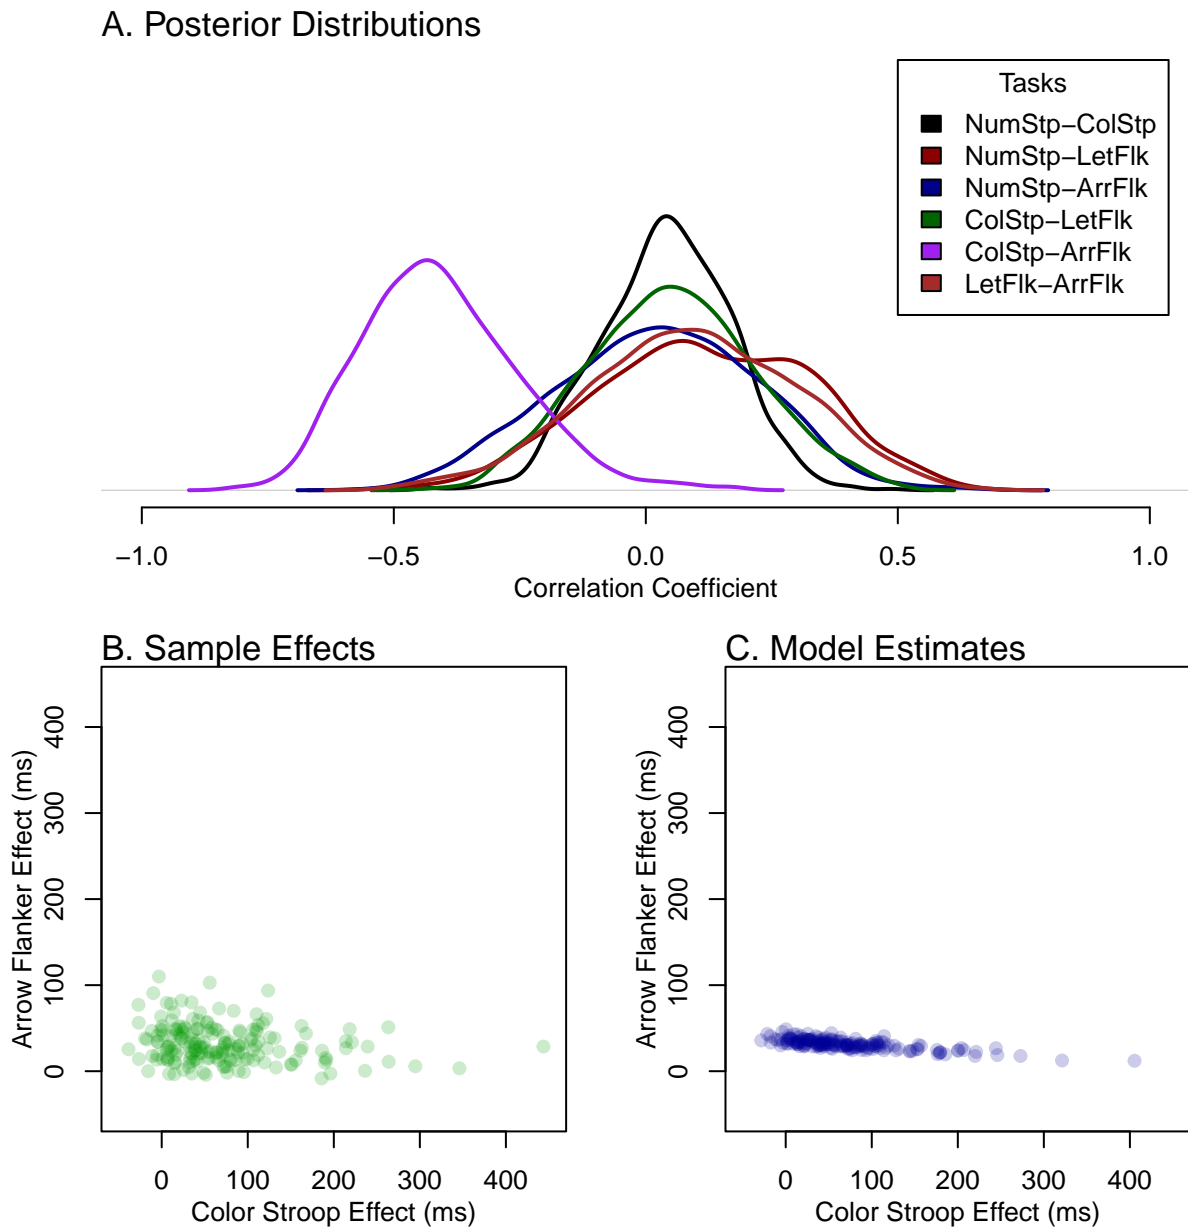 A. Posterior Distributions
Tasks
NumStp−ColStp
NumStp−LetFlk
NumStp−ArrFlk
ColStp−LetFlk
ColStp−ArrFlk
LetFlk−ArrFlk
−1.0 −0.5 0.0 0.5 1.0
Correlation Coefficient
B. Sample Effects
Arrow Flanker Effect (ms)
400
300
200
100
0
0 100 200 300 400
Color Stroop Effect (ms)
C. Model Estimates
Arrow Flanker Effect (ms)
400
300
200
100
0
0 100 200 300 400
Color Stroop Effect (ms)